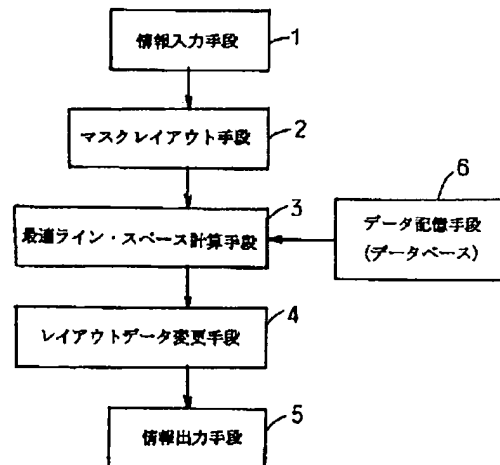 情報入力手段
1
マスクレイアウト手段
2
最適ライン・スペース計算手段
3
データ記憶手段
(データベース)
6
レイアウトデータ変更手段
4
情報出力手段
5